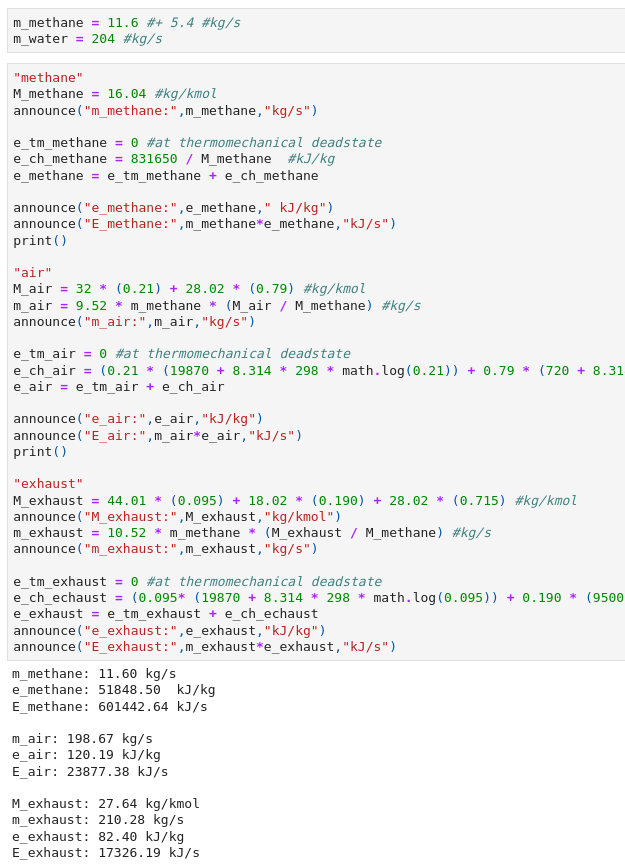 m_methane = 11.6 #+ 5.4 #kg/s
m_water = 204 #kg/s
"methane"
M_methane = 16.04 #kg/kmol
announce("m_methane:",m_methane,"kg/s")
e_tm_methane = 0 #at thermomechanical deadstate
e_ch_methane = 831650 / M_methane  #kJ/kg
e_methane = e_tm_methane + e_ch_methane
announce("e_methane:",e_methane," kJ/kg")
announce("E_methane:",m_methane*e_methane,"kJ/s")
print()
"air"
M_air = 32 * (0.21) + 28.02 * (0.79) #kg/kmol
m_air = 9.52 * m_methane * (M_air / M_methane) #kg/s
announce("m_air:",m_air,"kg/s")
e_tm_air = 0 #at thermomechanical deadstate
e_ch_air = (0.21 * (19870 + 8.314 * 298 * math.log(0.21)) + 0.79 * (720 + 8.31
e_air = e_tm_air + e_ch_air
announce("e_air:",e_air,"kJ/kg")
announce("E_air:",m_air*e_air,"kJ/s")
print()
"exhaust"
M_exhaust = 44.01 * (0.095) + 18.02 * (0.190) + 28.02 * (0.715) #kg/kmol
announce("M_exhaust:",M_exhaust,"kg/kmol")
m_exhaust = 10.52 * m_methane * (M_exhaust / M_methane) #kg/s
announce("m_exhaust:",m_exhaust,"kg/s")
e_tm_exhaust = 0 #at thermomechanical deadstate
e_ch_echaust = (0.095* (19870 + 8.314 * 298 * math.log(0.095)) + 0.190 * (9500
e_exhaust = e_tm_exhaust + e_ch_echaust
announce("e_exhaust:",e_exhaust,"kJ/kg")
announce("E_exhaust:",m_exhaust*e_exhaust,"kJ/s")
m_methane: 11.60 kg/s
e_methane: 51848.50  kJ/kg
E_methane: 601442.64 kJ/s
m_air: 198.67 kg/s
e_air: 120.19 kJ/kg
E_air: 23877.38 kJ/s
M_exhaust: 27.64 kg/kmol
m_exhaust: 210.28 kg/s
e_exhaust: 82.40 kJ/kg
E_exhaust: 17326.19 kJ/s